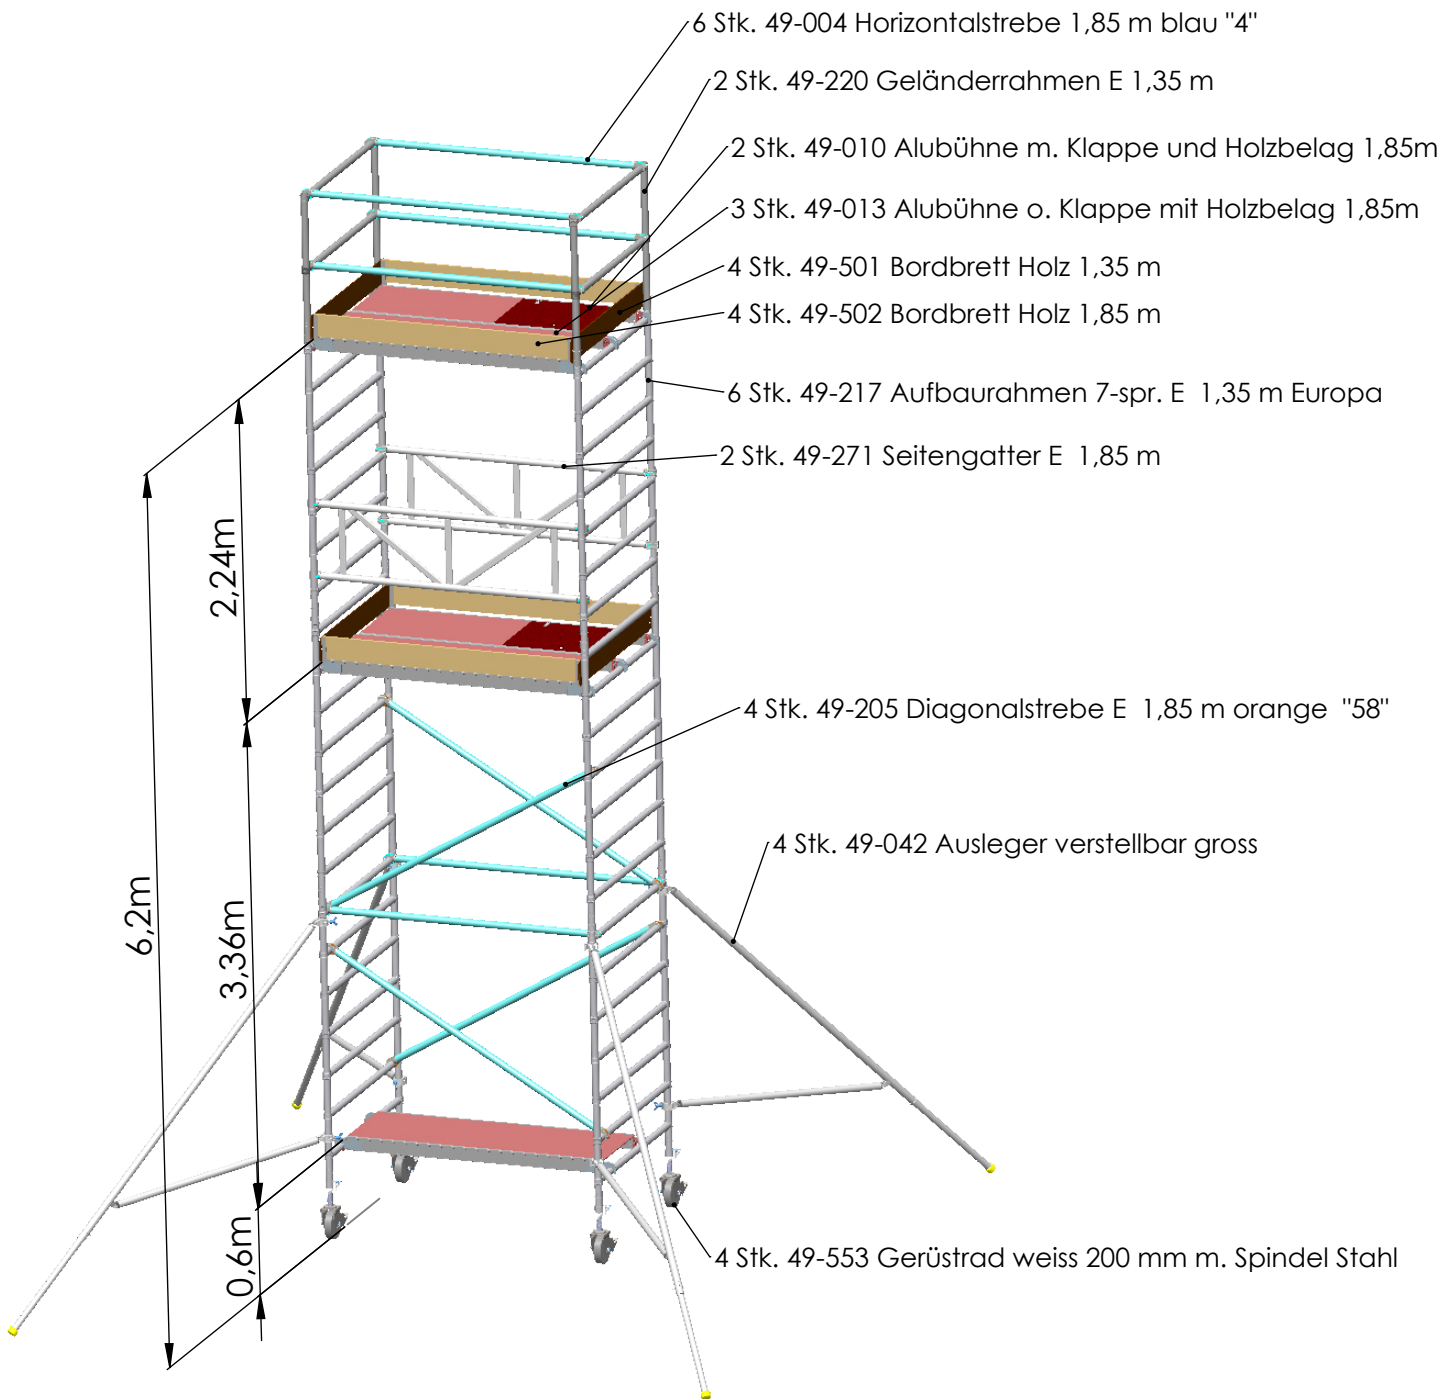 6 Stk. 49-004 Horizontalstrebe 1,85 m blau "4"
2 Stk. 49-220 Geländerrahmen E 1,35 m
2 Stk. 49-010 Alubühne m. Klappe und Holzbelag 1,85m
3 Stk. 49-013 Alubühne o. Klappe mit Holzbelag 1,85m
4 Stk. 49-501 Bordbrett Holz 1,35 m
4 Stk. 49-502 Bordbrett Holz 1,85 m
6 Stk. 49-217 Aufbaurahmen 7-spr. E 1,35 m Europa
2 Stk. 49-271 Seitengatter E 1,85 m
2,24m
4 Stk. 49-205 Diagonalstrebe E 1,85 m orange "58"
4 Stk. 49-042 Ausleger verstellbar gross
6,2m
3,36m
0,6m
4 Stk. 49-553 Gerüstrad weiss 200 mm m. Spindel Stahl